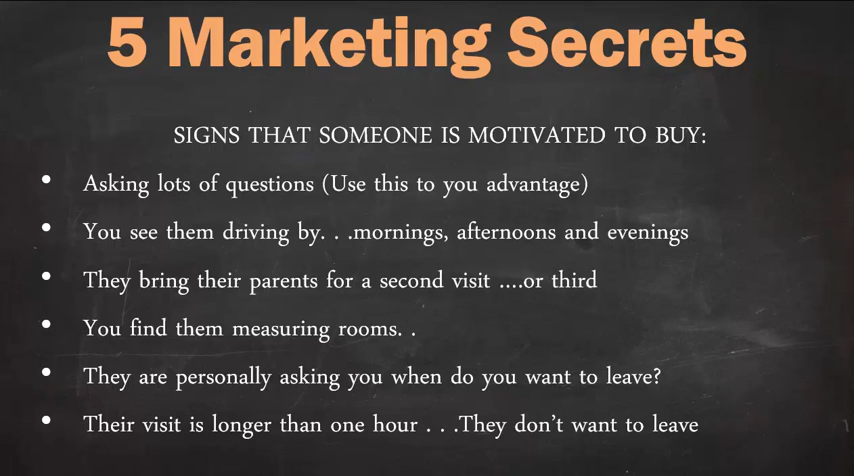 5 Marketing Secrets
SIGNS THAT SOMEONE IS MOTIVATED TO BUY:
• Asking lots of questions (Use this to you advantage)
• You see them driving by. . .mornings, afternoons and evenings
• They bring their parents for a second visit ....or third
• You find them measuring rooms. .
• They are personally asking you when do you want to leave?
• Their visit is longer than one hour . . .They don’t want to leave